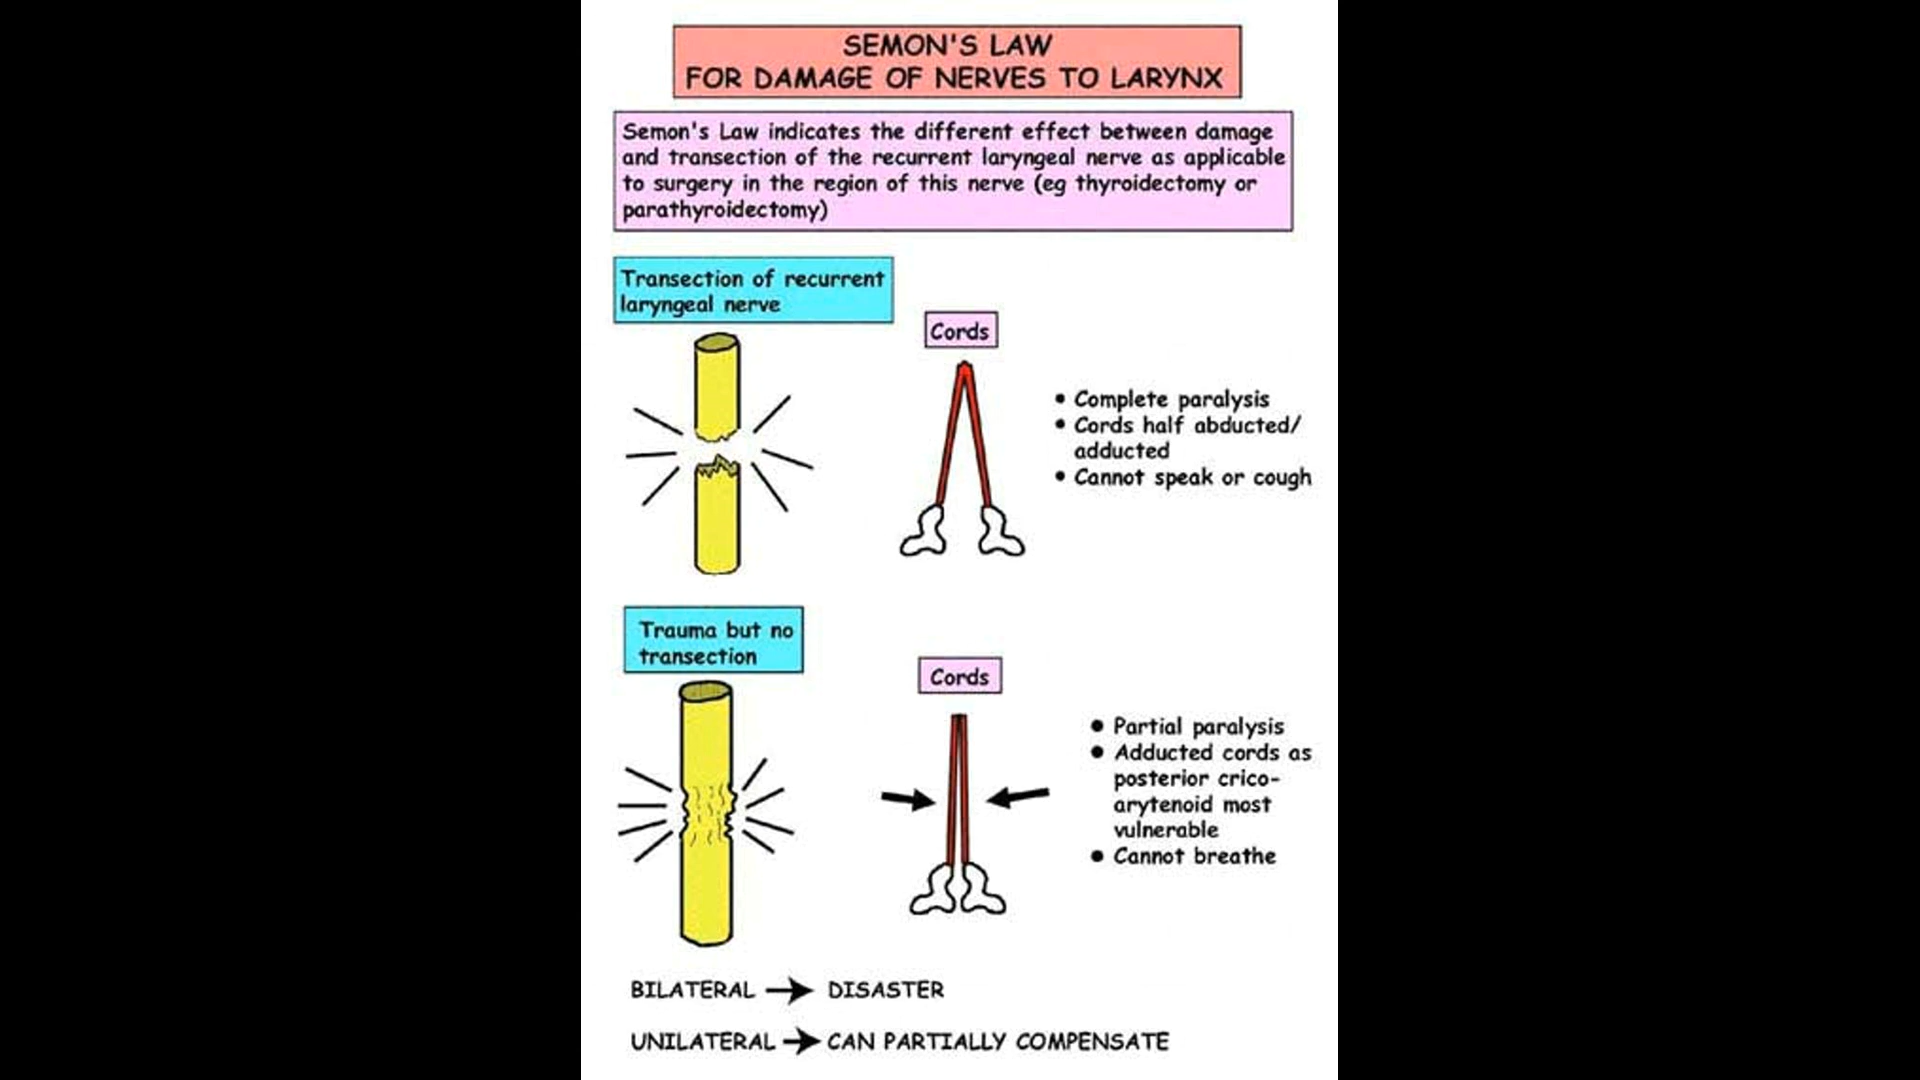 SEMON'S LAW
FOR DAMAGE OF NERVES TO LARYNX
Semon's Law indicates the different effect between damage
and transection of the recurrent laryngeal nerve as applicable
to surgery in the region of this nerve (eg thyroidectomy or
parathyroidectomy)
Transection of recurrent
laryngeal nerve
Cords
• Complete paralysis
• Cords half abducted/
adducted
• Cannot speak or cough
Trauma but no
transection
Cords
• Partial paralysis
• Adducted cords as
posterior crico-
arytenoid most
vulnerable
• Cannot breathe
BILATERAL → DISASTER
UNILATERAL → CAN PARTIALLY COMPENSATE